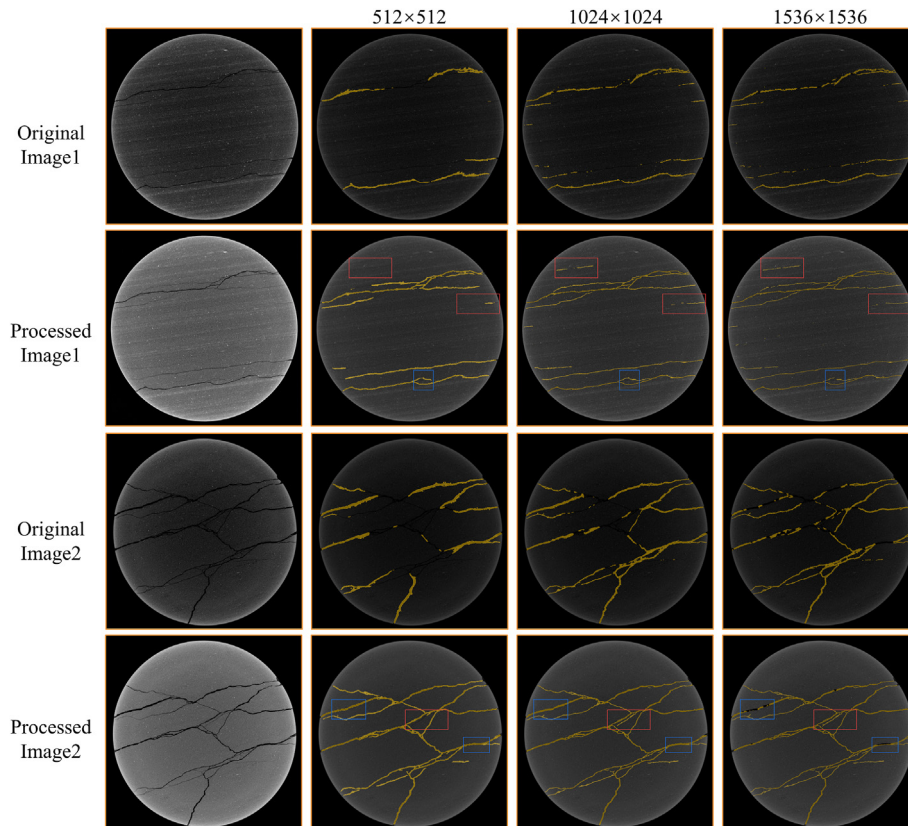 512×512
1024×1024
1536×1536
Original
Image1
Processed
Image1
Original
Image2
Processed
Image2